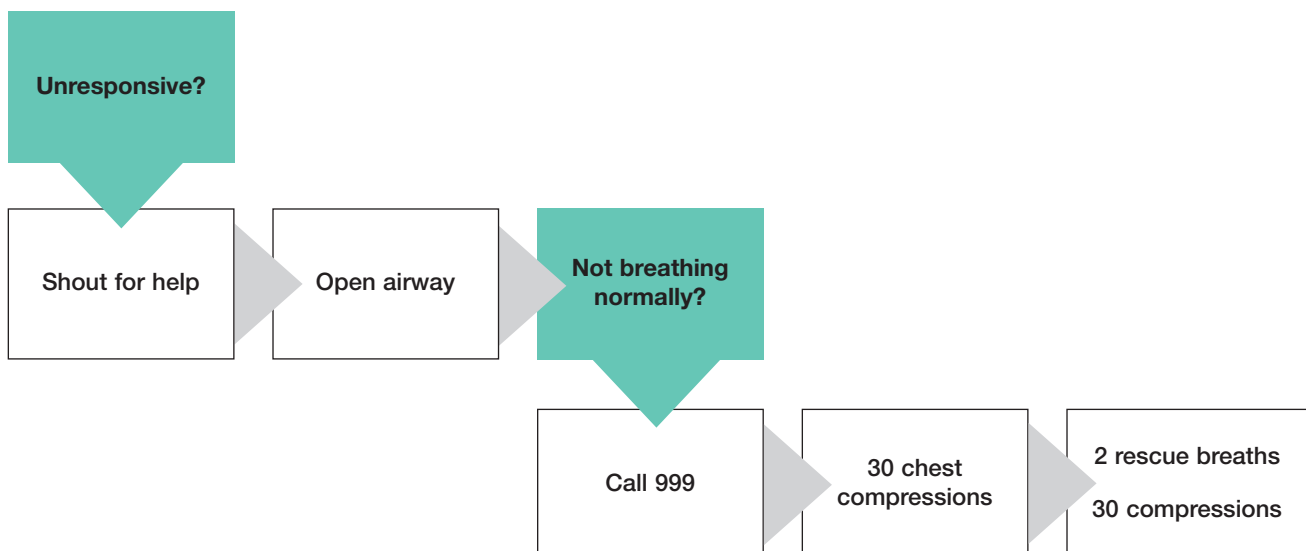 Unresponsive?
Shout for help
Open airway
Not breathing
normally?
Call 999
30 chest
compressions
2 rescue breaths
30 compressions